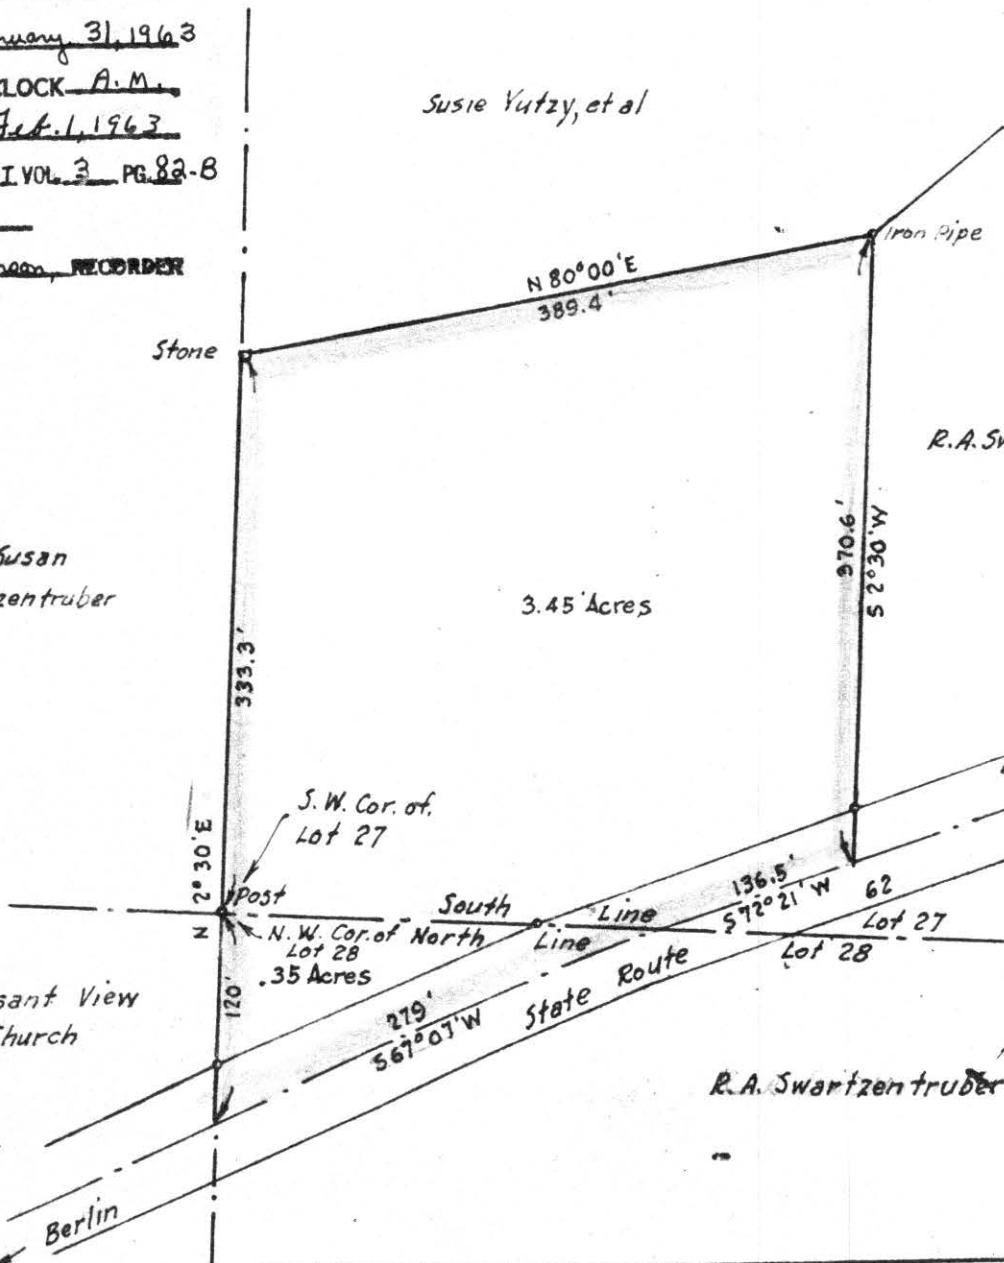 31, 1963
A.M.
Feb. 1, 1963
VOL. 3 PG. 82-B
RECORDER
Susie Yutzy, et al
Iron Pipe
N 80°00'E
389.4'
Stone
R.A. Sw
Susan
zentruber
3.45 Acres
370.6'
S 2°30'W
333.3'
N 2°30'E
S.W. Cor. of.
Lot 27
Post
South Line
N.W. Cor. of North Line
Lot 28
.35 Acres
136.5'
S 72°21'W
62
Lot 27
Lot 28
120'
279'
S 67°07'W
State Route
sant View
Church
R.A. Swartzentruber
Berlin